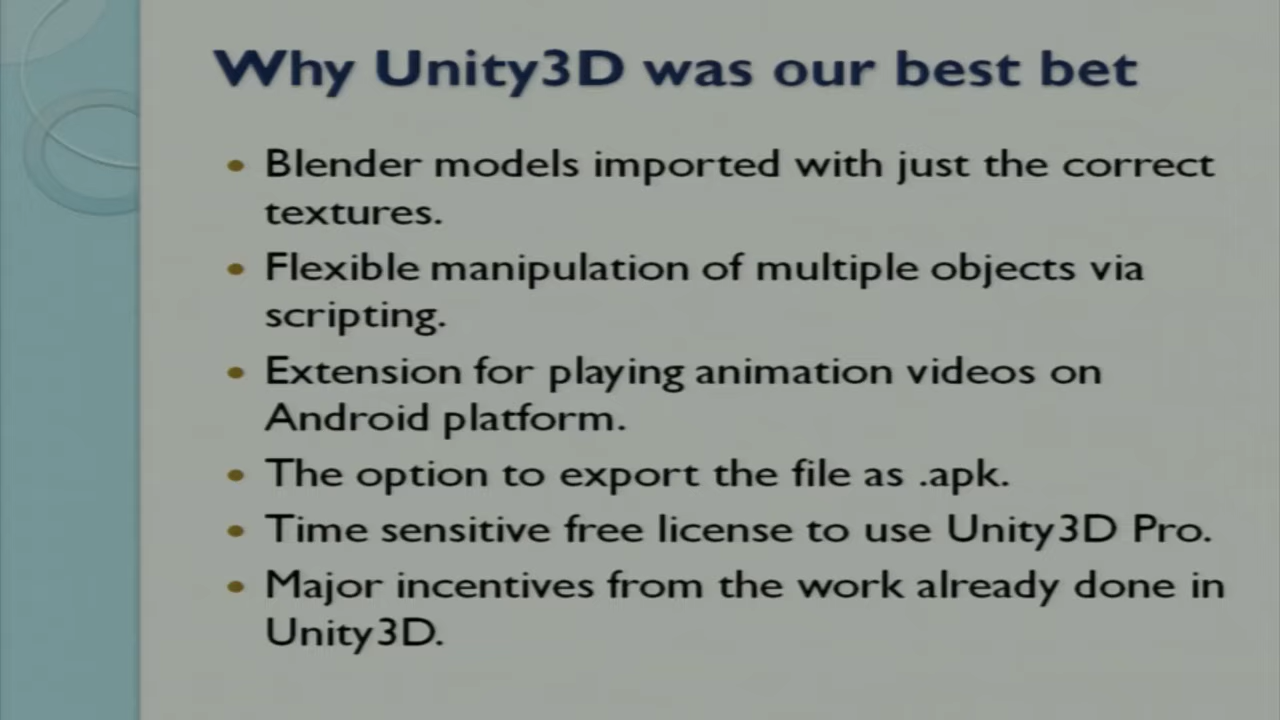 Why Unity3D was our best bet
• Blender models imported with just the correct
textures.
• Flexible manipulation of multiple objects via
scripting.
• Extension for playing animation videos on
Android platform.
• The option to export the file as .apk.
• Time sensitive free license to use Unity3D Pro.
• Major incentives from the work already done in
Unity3D.